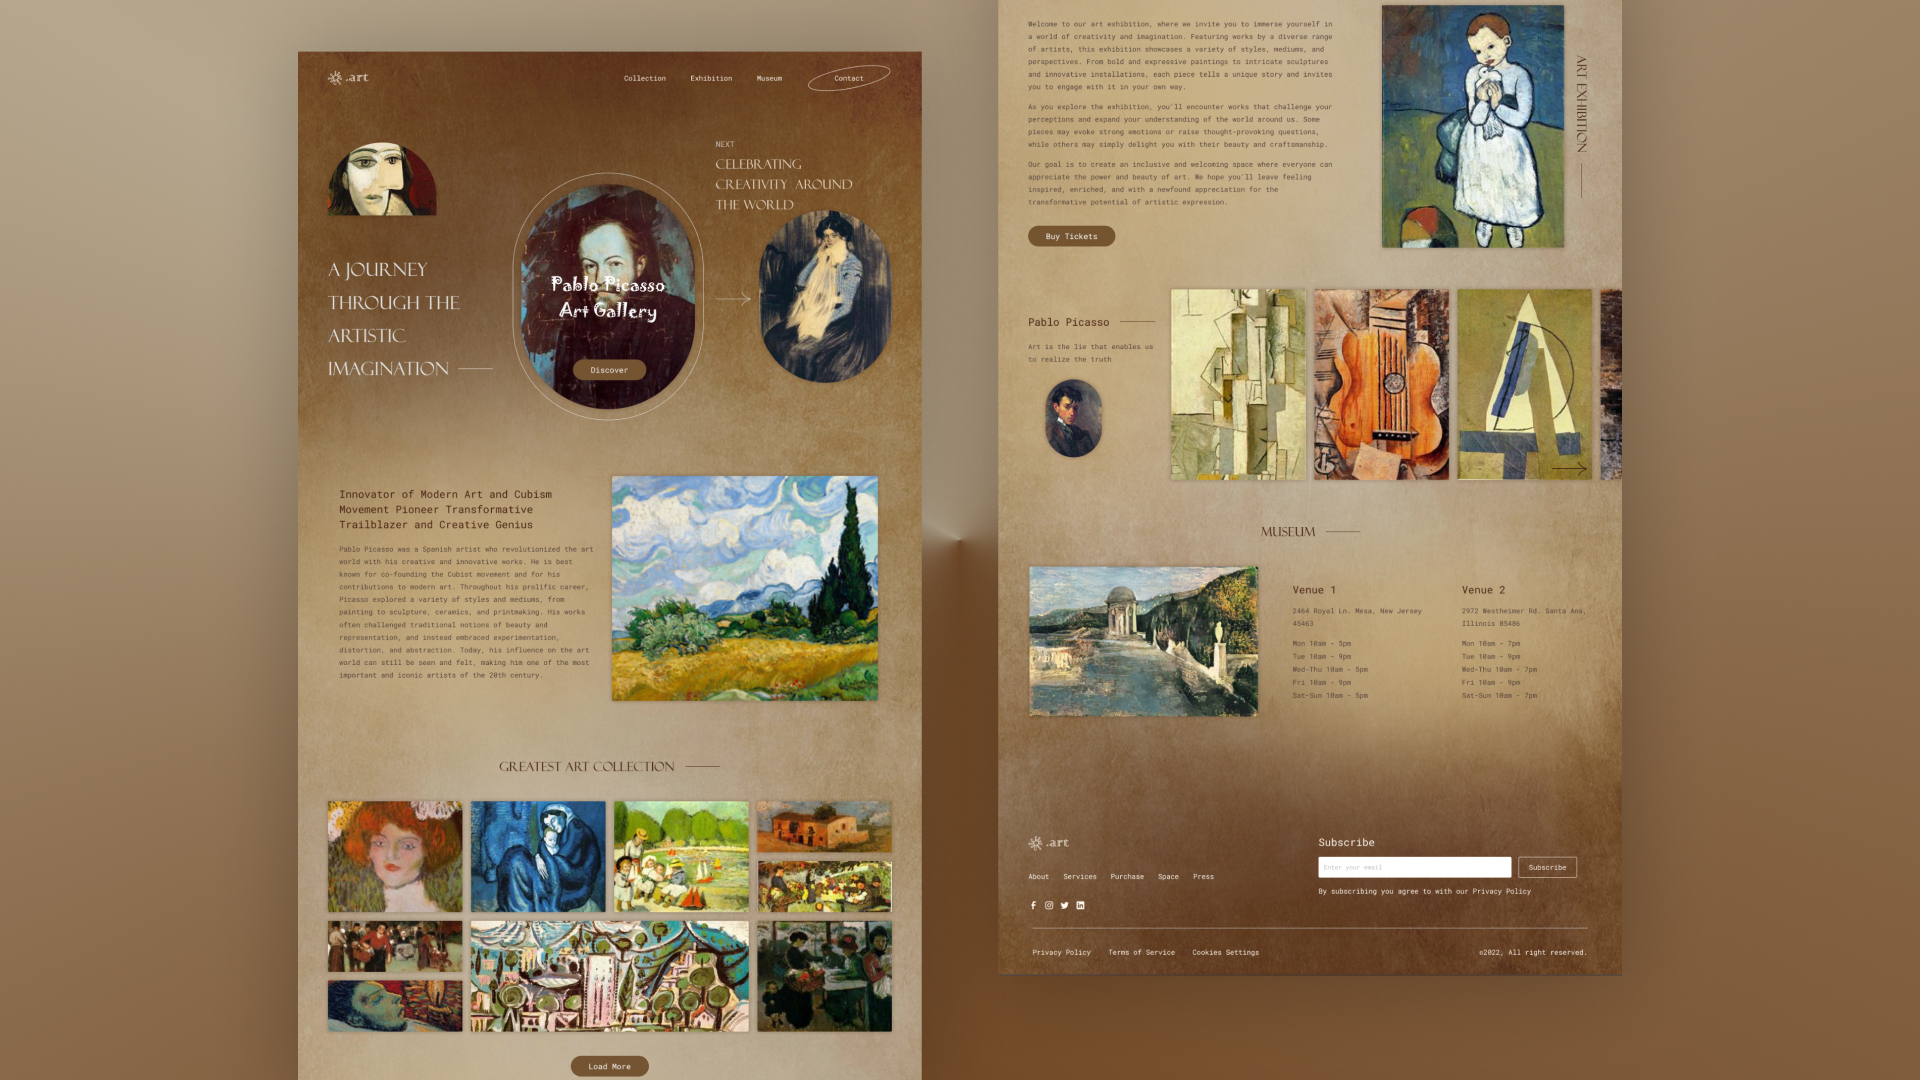 .art
Collection
Exhibition
Museum
Contact
NEXT
CELEBRATING
CREATIVITY AROUND
THE WORLD
A JOURNEY
THROUGH THE
ARTISTIC
IMAGINATION
Pablo Picasso
Art Gallery
Discover
Innovator of Modern Art and Cubism
Movement Pioneer Transformative
Trailblazer and Creative Genius
Pablo Picasso was a Spanish artist who revolutionized the art
world with his creative and innovative works. He is best
known for co-founding the Cubist movement and for his
contributions to modern art. Throughout his prolific career,
Picasso explored a variety of styles and mediums, from
painting to sculpture, ceramics, and printmaking. His works
often challenged traditional notions of beauty and
representation, and instead embraced experimentation,
distortion, and abstraction. Today, his influence on the art
world can still be seen and felt, making him one of the most
important and iconic artists of the 20th century.
GREATEST ART COLLECTION
Load More
Welcome to our art exhibition, where we invite you to immerse yourself in
a world of creativity and imagination. Featuring works by a diverse range
of artists, this exhibition showcases a variety of styles, mediums, and
perspectives. From bold and expressive paintings to intricate sculptures
and innovative installations, each piece tells a unique story and invites
you to engage with it in your own way.
As you explore the exhibition, you'll encounter works that challenge your
perceptions and expand your understanding of the world around us. Some
pieces may evoke strong emotions or raise thought-provoking questions,
while others may simply delight you with their beauty and craftsmanship.
Our goal is to create an inclusive and welcoming space where everyone can
appreciate the power and beauty of art. We hope you'll leave feeling
inspired, enriched, and with a newfound appreciation for the
transformative potential of artistic expression.
Buy Tickets
ART EXHIBITION
Pablo Picasso
Art is the lie that enables us
to realize the truth
MUSEUM
Venue 1
2464 Royal Ln. Mesa, New Jersey
45463
Mon 10am - 5pm
Tue 10am - 9pm
Wed-Thu 10am - 5pm
Fri 10am - 9pm
Sat-Sun 10am - 5pm
Venue 2
2972 Westheimer Rd. Santa Ana,
Illinois 85486
Mon 10am - 7pm
Tue 10am - 9pm
Wed-Thu 10am - 7pm
Fri 10am - 9pm
Sat-Sun 10am - 7pm
.art
About
Services
Purchase
Space
Press
Subscribe
Enter your email
Subscribe
By subscribing you agree to with our Privacy Policy
Privacy Policy
Terms of Service
Cookies Settings
©2022, All right reserved.